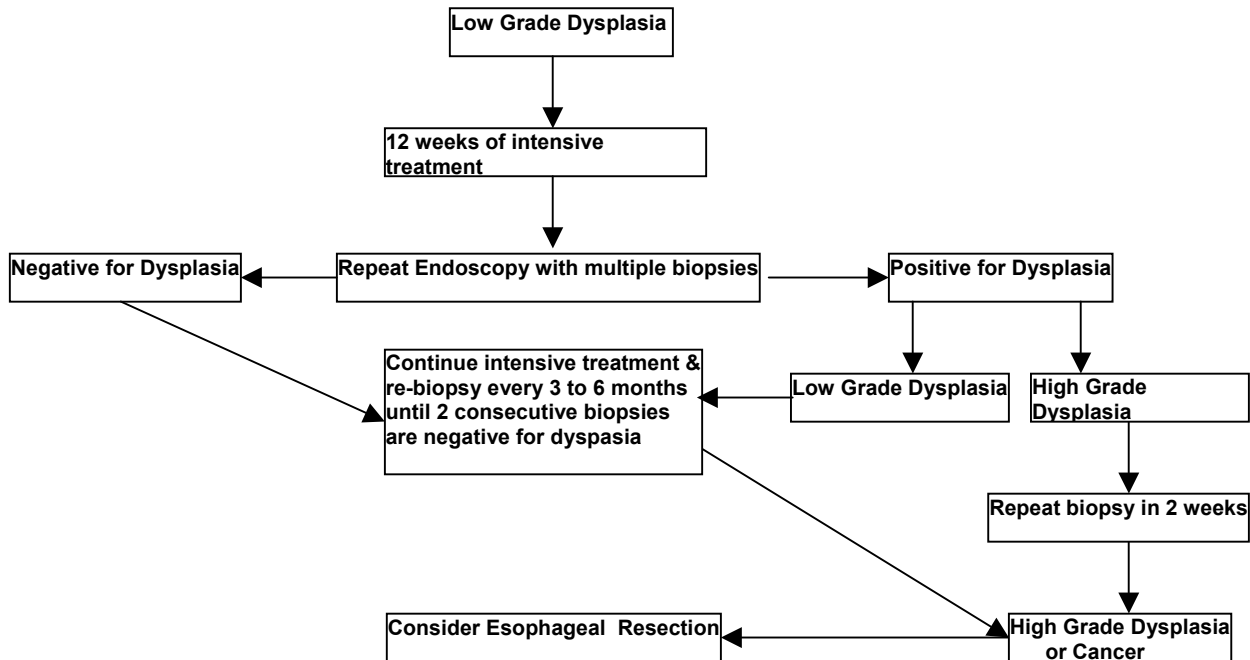 Low Grade Dysplasia
12 weeks of intensive
treatment
Negative for Dysplasia
Repeat Endoscopy with multiple biopsies
Positive for Dysplasia
Continue intensive treatment &
re-biopsy every 3 to 6 months
until 2 consecutive biopsies
are negative for dyspasia
Low Grade Dysplasia
High Grade
Dysplasia
Repeat biopsy in 2 weeks
Consider Esophageal Resection
High Grade Dysplasia
or Cancer